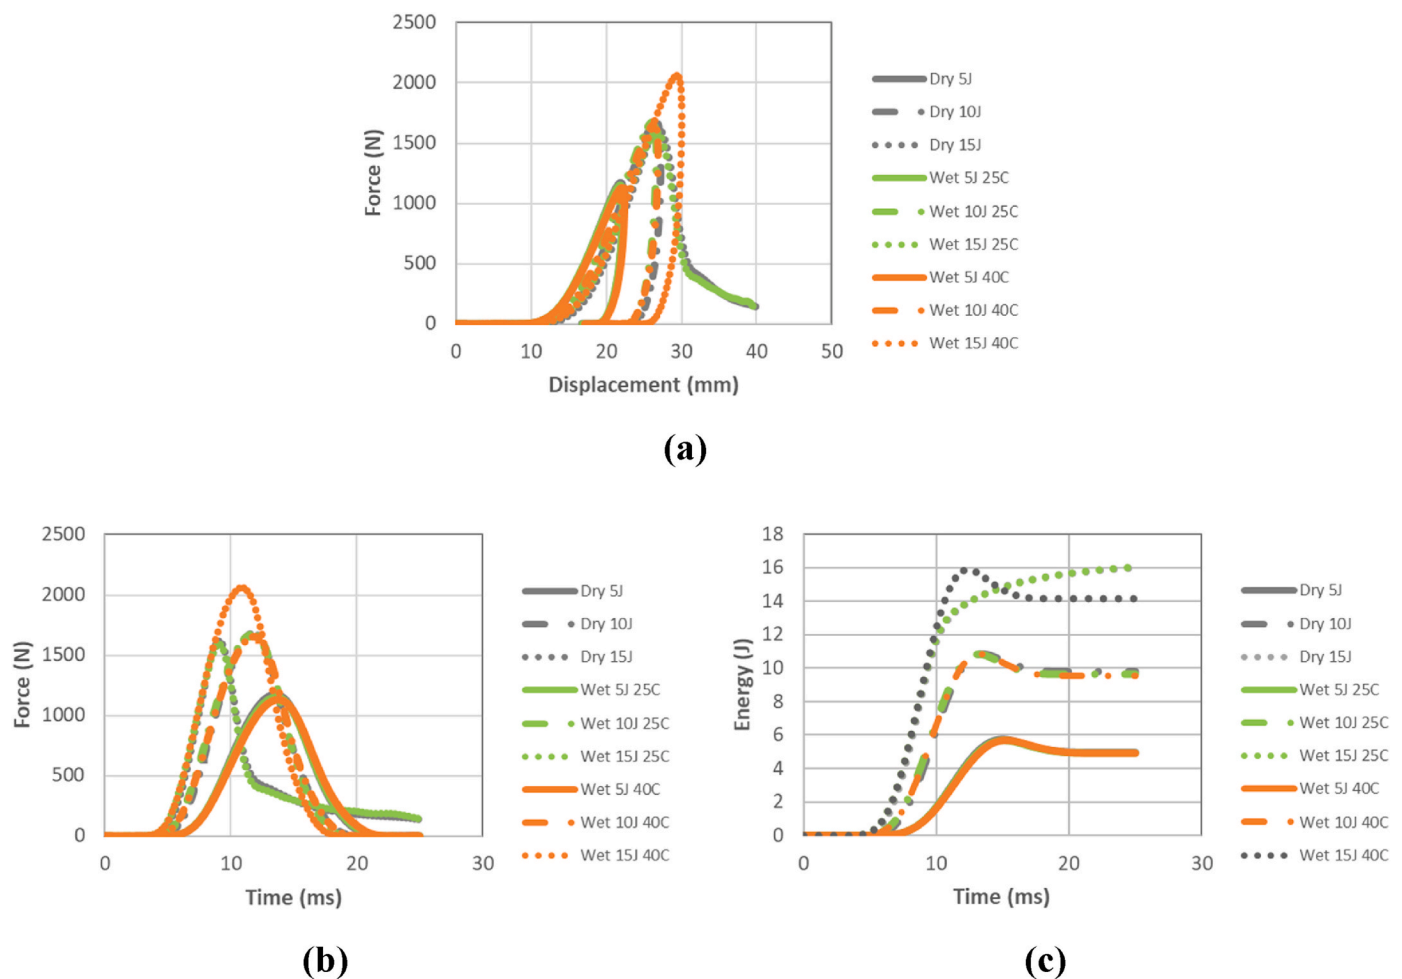 2500
2000
1500
1000
500
0
Force (N)
0 10 20 30 40 50
Displacement (mm)
Dry 5J
Dry 10J
Dry 15J
Wet 5J 25C
Wet 10J 25C
Wet 15J 25C
Wet 5J 40C
Wet 10J 40C
Wet 15J 40C
(a)
2500
2000
1500
1000
500
0
Force (N)
0 10 20 30
Time (ms)
Dry 5J
Dry 10J
Dry 15J
Wet 5J 25C
Wet 10J 25C
Wet 15J 25C
Wet 5J 40C
Wet 10J 40C
Wet 15J 40C
(b)
18
16
14
12
10
8
6
4
2
0
Energy (J)
0 10 20 30
Time (ms)
Dry 5J
Dry 10J
Dry 15J
Wet 5J 25C
Wet 10J 25C
Wet 15J 25C
Wet 5J 40C
Wet 10J 40C
Wet 15J 40C
(c)